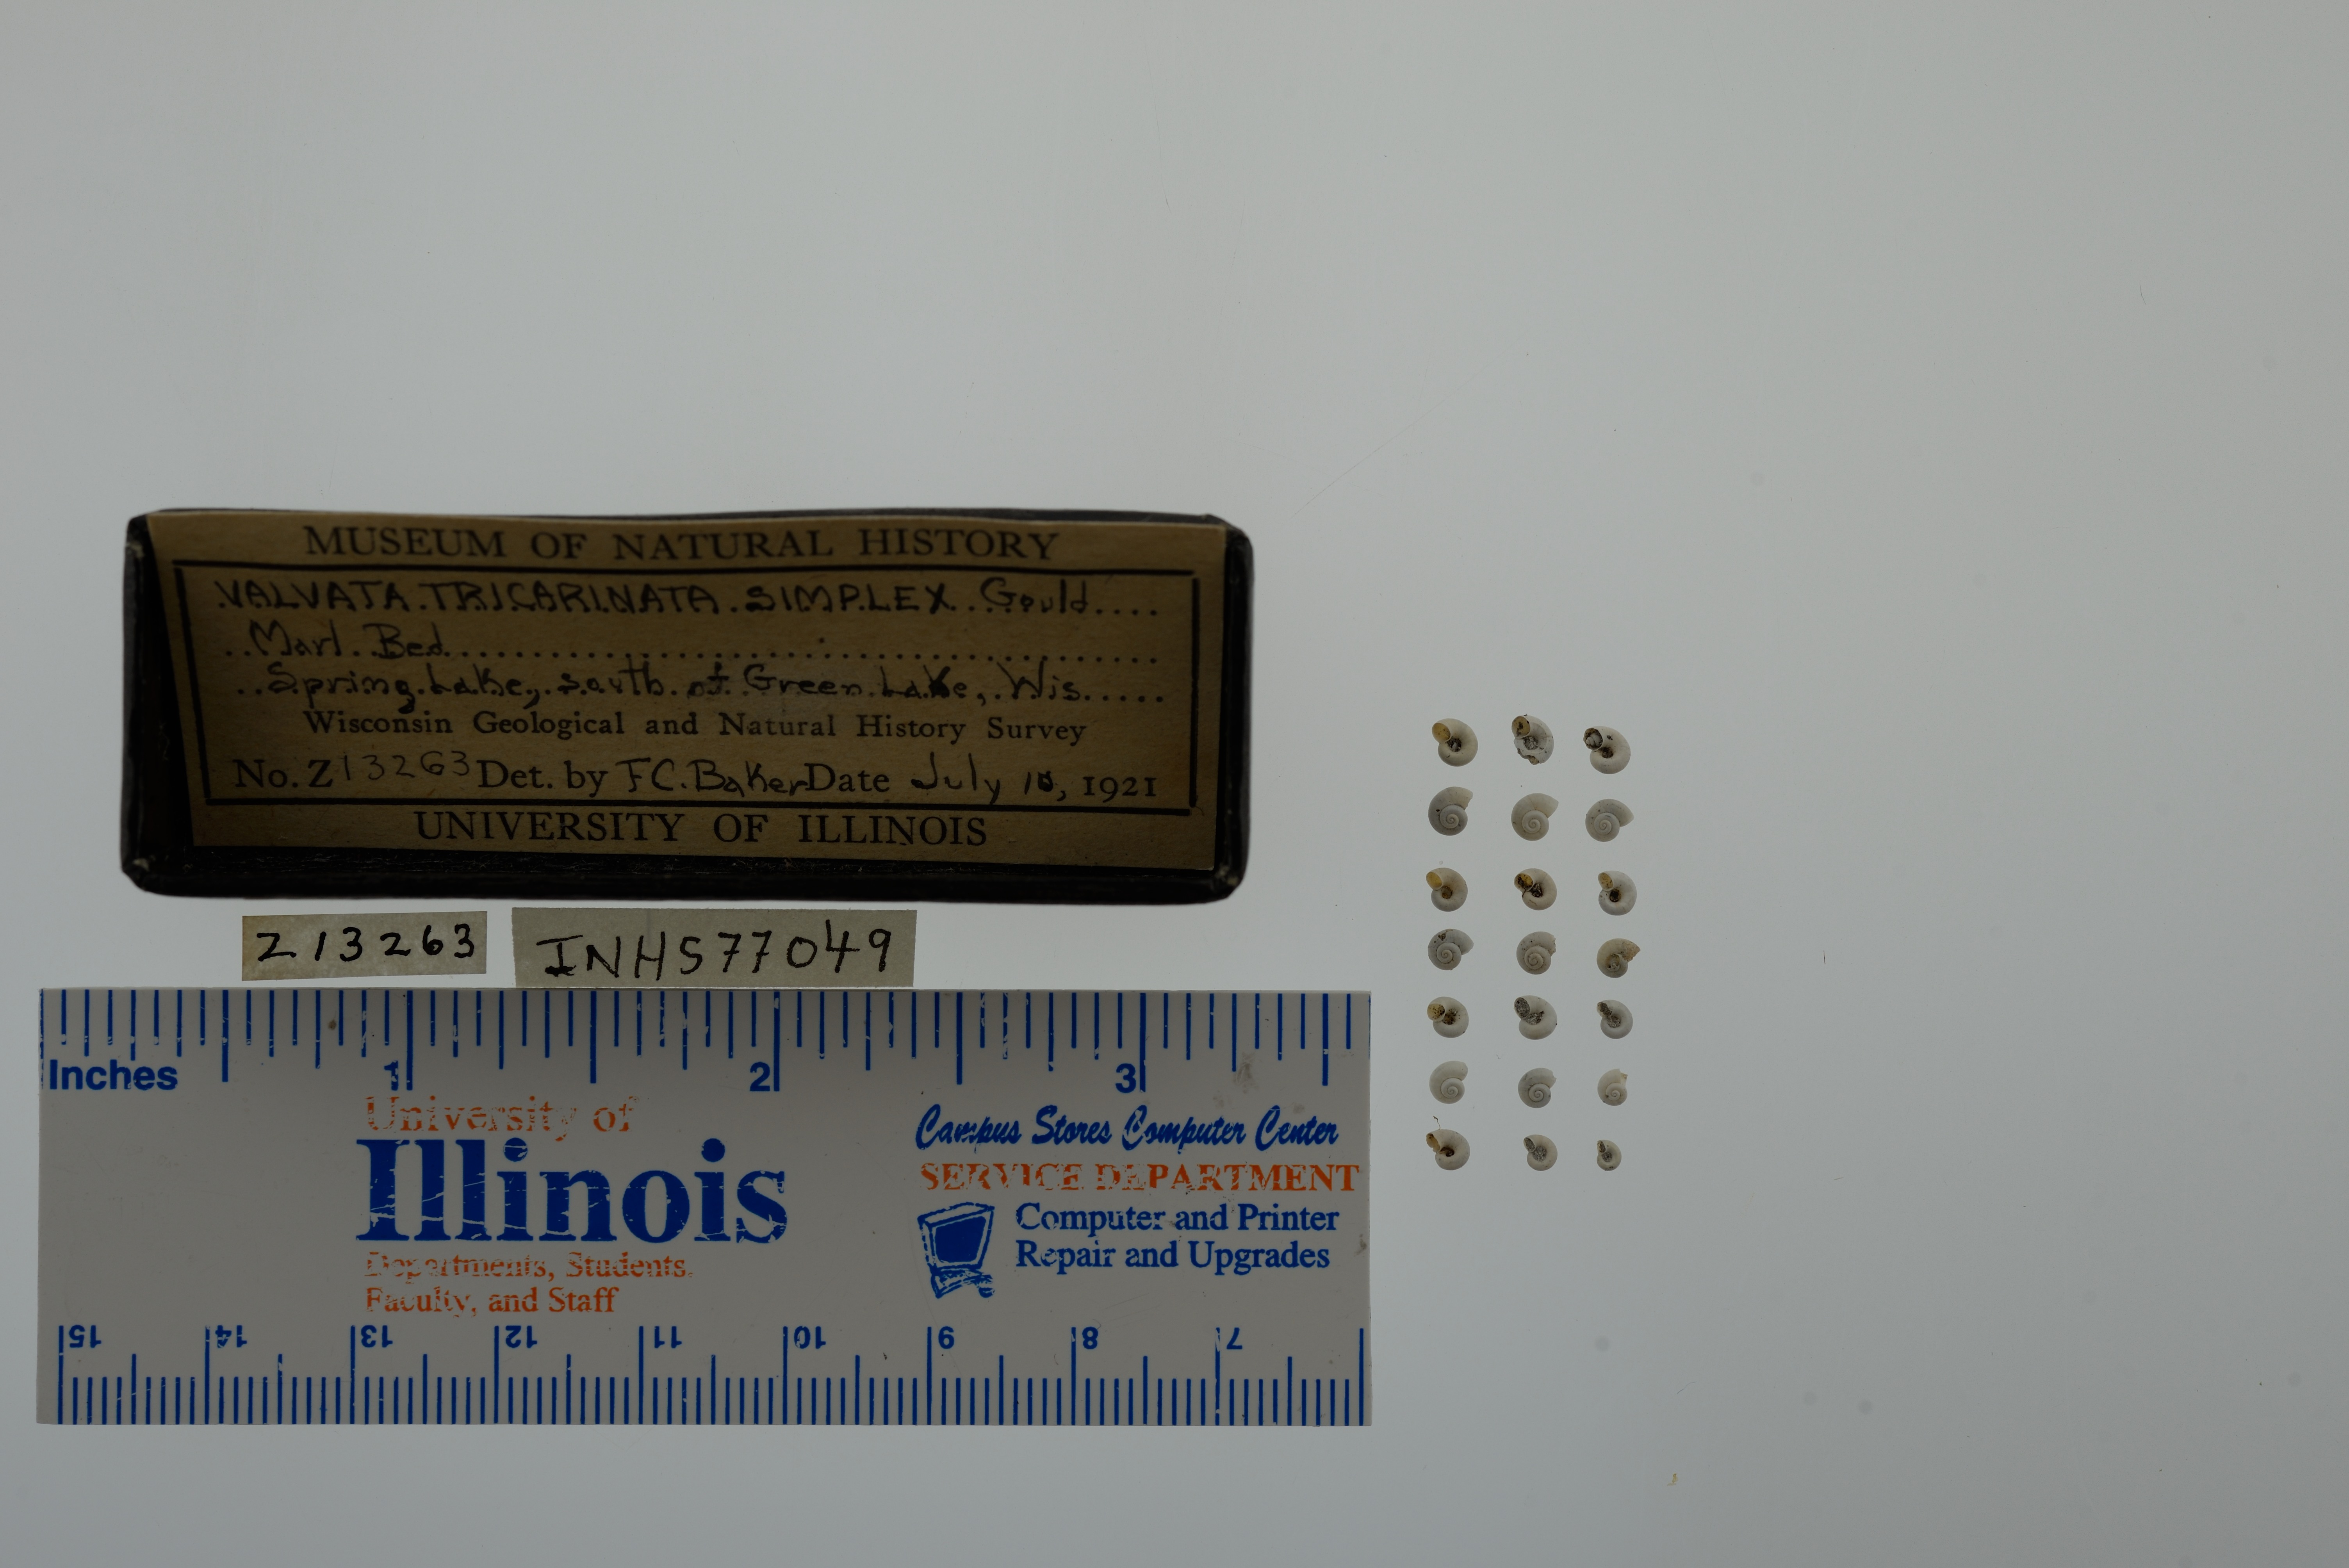 MUSEUM OF NATURAL HISTORY
VALVATA TRICARINATA SIMPLEX Gould
Marl Bed
Spring Lake, south of Green Lake, Wis.
Wisconsin Geological and Natural History Survey
No. Z13263 Det. by F.C. Baker Date July 10, 1921
UNIVERSITY OF ILLINOIS
Z13263
INHS77049
Inches 1 2 3
University of
Illinois
Departments, Students,
Faculty, and Staff
Campus Stores Computer Center
SERVICE DEPARTMENT
Computer and Printer
Repair and Upgrades
15 14 13 12 11 10 9 8 7